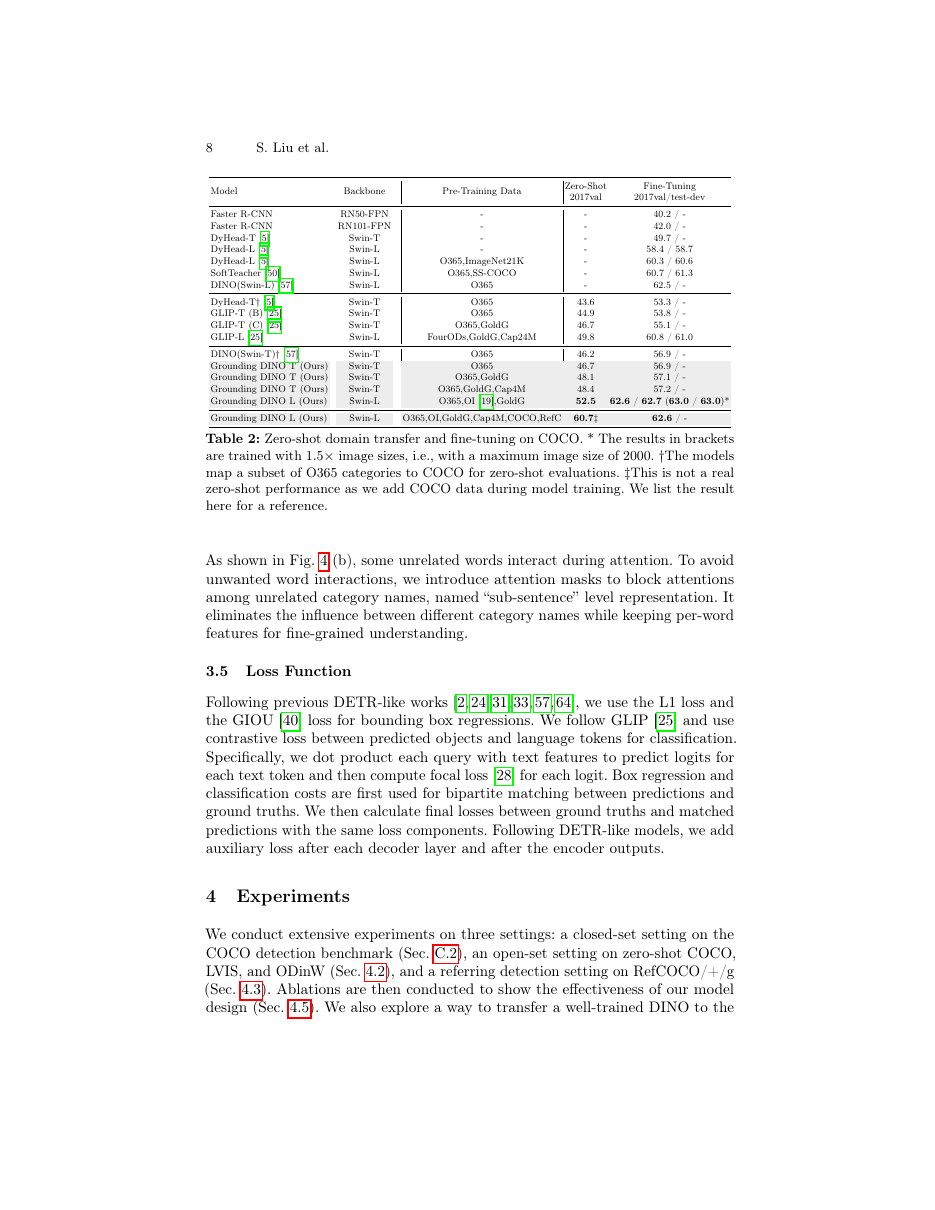 8 S. Liu et al.
Model Backbone Pre-Training Data Zero-Shot 2017val Fine-Tuning 2017val/test-dev
Faster R-CNN RN50-FPN - - 40.2 / -
Faster R-CNN RN101-FPN - - 42.0 / -
DyHead-T [5] Swin-T - - 49.7 / -
DyHead-L [5] Swin-L - - 58.4 / 58.7
DyHead-L [5] Swin-L O365,ImageNet21K - 60.3 / 60.6
SoftTeacher [50] Swin-L O365,SS-COCO - 60.7 / 61.3
DINO(Swin-L) [57] Swin-L O365 - 62.5 / -
DyHead-T† [5] Swin-T O365 43.6 53.3 / -
GLIP-T (B) [25] Swin-T O365 44.9 53.8 / -
GLIP-T (C) [25] Swin-T O365,GoldG 46.7 55.1 / -
GLIP-L [25] Swin-L FourODs,GoldG,Cap24M 49.8 60.8 / 61.0
DINO(Swin-T)† [57] Swin-T O365 46.2 56.9 / -
Grounding DINO T (Ours) Swin-T O365 46.7 56.9 / -
Grounding DINO T (Ours) Swin-T O365,GoldG 48.1 57.1 / -
Grounding DINO T (Ours) Swin-T O365,GoldG,Cap4M 48.4 57.2 / -
Grounding DINO L (Ours) Swin-L O365,OI [19],GoldG 52.5 62.6 / 62.7 (63.0 / 63.0)*
Grounding DINO L (Ours) Swin-L O365,OI,GoldG,Cap4M,COCO,RefC 60.7‡ 62.6 / -
Table 2: Zero-shot domain transfer and fine-tuning on COCO. * The results in brackets
are trained with 1.5× image sizes, i.e., with a maximum image size of 2000. †The models
map a subset of O365 categories to COCO for zero-shot evaluations. ‡This is not a real
zero-shot performance as we add COCO data during model training. We list the result
here for a reference.
As shown in Fig. 4 (b), some unrelated words interact during attention. To avoid
unwanted word interactions, we introduce attention masks to block attentions
among unrelated category names, named “sub-sentence” level representation. It
eliminates the influence between different category names while keeping per-word
features for fine-grained understanding.
3.5 Loss Function
Following previous DETR-like works [2,24,31,33,57,64], we use the L1 loss and
the GIOU [40] loss for bounding box regressions. We follow GLIP [25] and use
contrastive loss between predicted objects and language tokens for classification.
Specifically, we dot product each query with text features to predict logits for
each text token and then compute focal loss [28] for each logit. Box regression and
classification costs are first used for bipartite matching between predictions and
ground truths. We then calculate final losses between ground truths and matched
predictions with the same loss components. Following DETR-like models, we add
auxiliary loss after each decoder layer and after the encoder outputs.
4 Experiments
We conduct extensive experiments on three settings: a closed-set setting on the
COCO detection benchmark (Sec. C.2), an open-set setting on zero-shot COCO,
LVIS, and ODinW (Sec. 4.2), and a referring detection setting on RefCOCO/+/g
(Sec. 4.3). Ablations are then conducted to show the effectiveness of our model
design (Sec. 4.5). We also explore a way to transfer a well-trained DINO to the